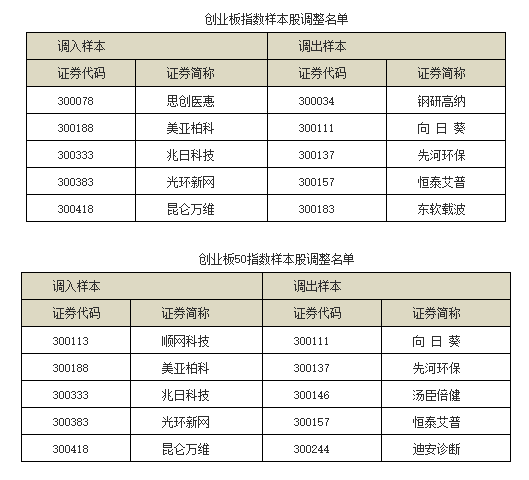 创业板指数样本股调整名单
调入样本 调出样本
证券代码 证券简称 证券代码 证券简称
300078 思创医惠 300034 钢研高纳
300188 美亚柏科 300111 向 日 葵
300333 兆日科技 300137 先河环保
300383 光环新网 300157 恒泰艾普
300418 昆仑万维 300183 东软载波
创业板50指数样本股调整名单
调入样本 调出样本
证券代码 证券简称 证券代码 证券简称
300113 顺网科技 300111 向 日 葵
300188 美亚柏科 300137 先河环保
300333 兆日科技 300146 汤臣倍健
300383 光环新网 300157 恒泰艾普
300418 昆仑万维 300244 迪安诊断